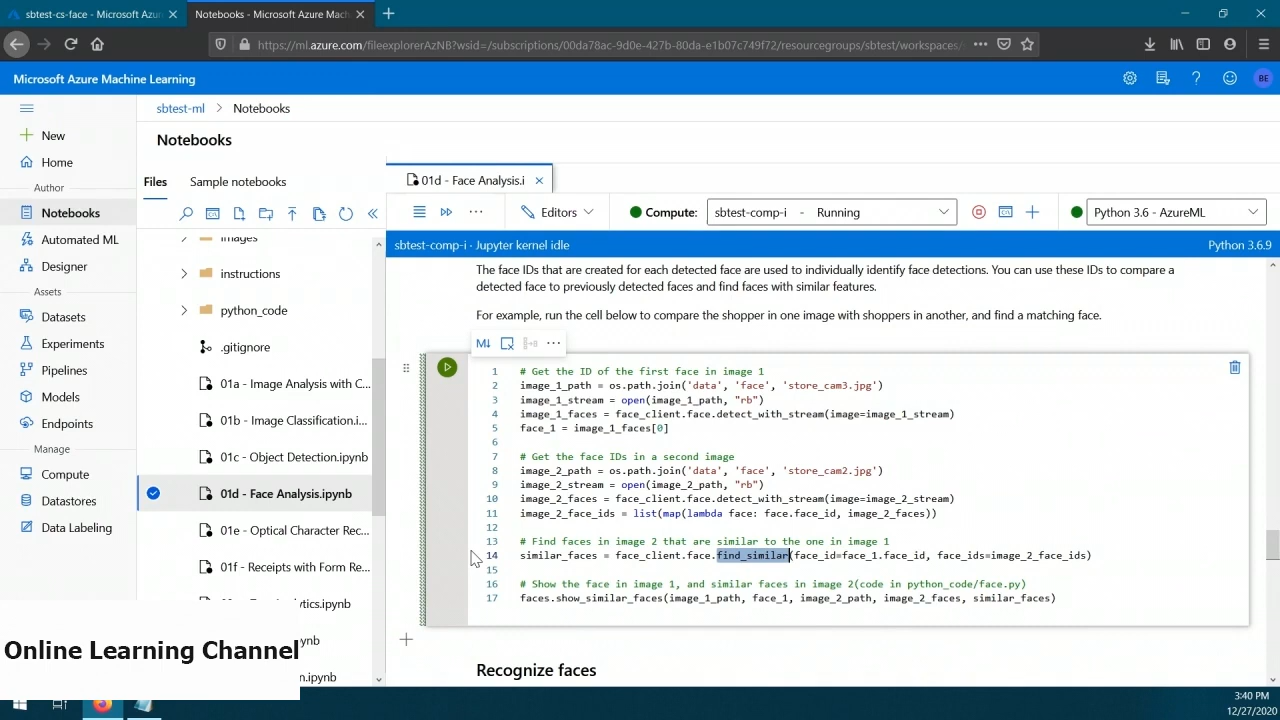 sbtest-cs-face - Microsoft Azur
Notebooks - Microsoft Azure Mac
https://ml.azure.com/fileexplorerAzNB?wsid=/subscriptions/00da78ac-9d0e-427b-80da-e1b07c749f72/resourcegroups/sbtest/workspaces/
Microsoft Azure Machine Learning
BE
New
Home
Author
Notebooks
Automated ML
Designer
Assets
Datasets
Experiments
Pipelines
Models
Endpoints
Manage
Compute
Datastores
Data Labeling
sbtest-ml > Notebooks
Notebooks
Files
Sample notebooks
images
instructions
python_code
.gitignore
01a - Image Analysis with C...
01b - Image Classification.i...
01c - Object Detection.ipynb
01d - Face Analysis.ipynb
01e - Optical Character Rec...
01f - Receipts with Form Re...
ytics.ipynb
ynb
n.ipynb
01d - Face Analysis.i
Editors
Compute:
sbtest-comp-i - Running
Python 3.6 - AzureML
sbtest-comp-i · Jupyter kernel idle
Python 3.6.9
The face IDs that are created for each detected face are used to individually identify face detections. You can use these IDs to compare a
detected face to previously detected faces and find faces with similar features.
For example, run the cell below to compare the shopper in one image with shoppers in another, and find a matching face.
M↓
1 # Get the ID of the first face in image 1
2 image_1_path = os.path.join('data', 'face', 'store_cam3.jpg')
3 image_1_stream = open(image_1_path, "rb")
4 image_1_faces = face_client.face.detect_with_stream(image=image_1_stream)
5 face_1 = image_1_faces[0]
6
7 # Get the face IDs in a second image
8 image_2_path = os.path.join('data', 'face', 'store_cam2.jpg')
9 image_2_stream = open(image_2_path, "rb")
10 image_2_faces = face_client.face.detect_with_stream(image=image_2_stream)
11 image_2_face_ids = list(map(lambda face: face.face_id, image_2_faces))
12
13 # Find faces in image 2 that are similar to the one in image 1
14 similar_faces = face_client.face.find_similar(face_id=face_1.face_id, face_ids=image_2_face_ids)
15
16 # Show the face in image 1, and similar faces in image 2(code in python_code/face.py)
17 faces.show_similar_faces(image_1_path, face_1, image_2_path, image_2_faces, similar_faces)
Recognize faces
Online Learning Channel
3:40 PM
12/27/2020